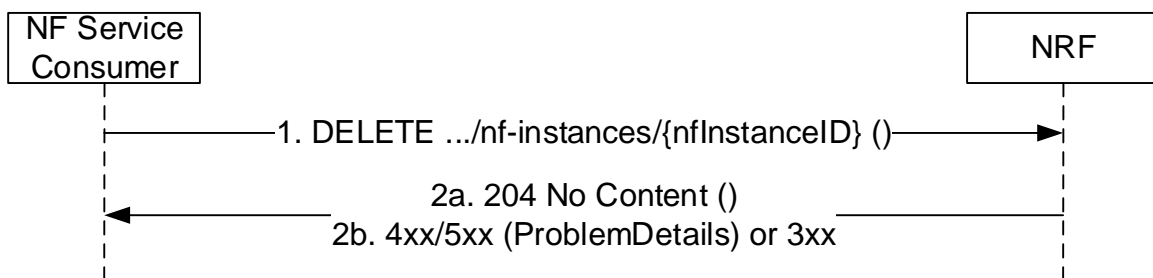 NF Service
Consumer
NRF
1. DELETE .../nf-instances/{nfInstanceID} ()
2a. 204 No Content ()
2b. 4xx/5xx (ProblemDetails) or 3xx